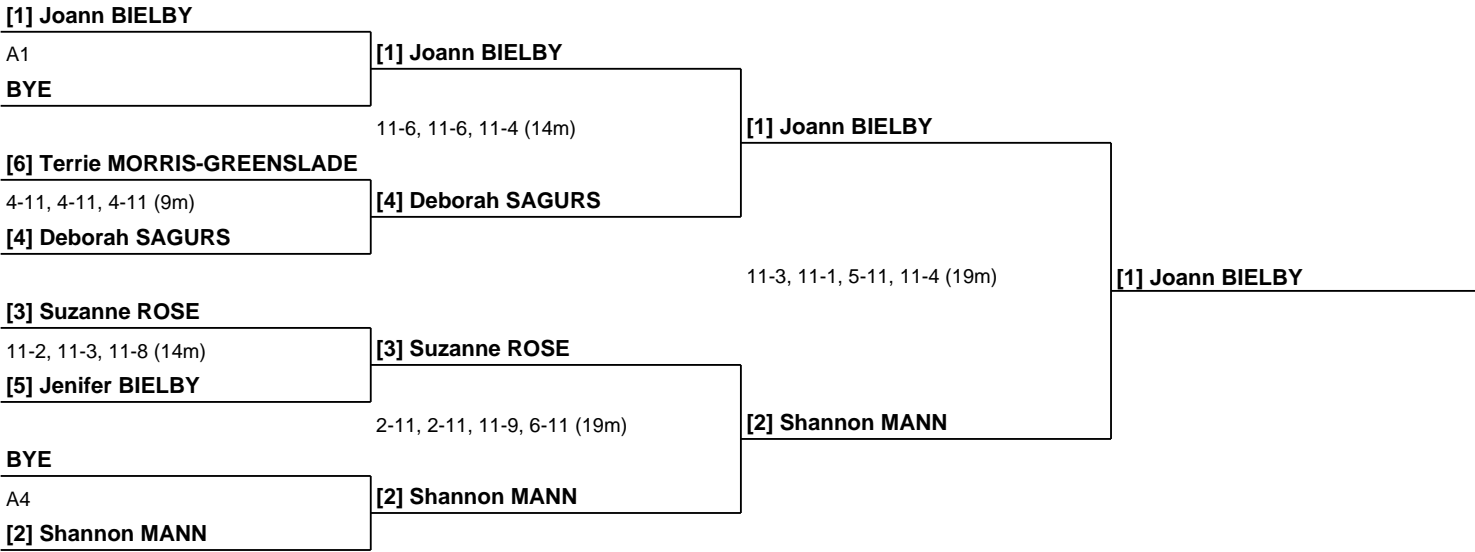 [1] Joann BIELBY
A1
BYE
[6] Terrie MORRIS-GREENSLADE
4-11, 4-11, 4-11 (9m)
[4] Deborah SAGURS
[3] Suzanne ROSE
11-2, 11-3, 11-8 (14m)
[5] Jenifer BIELBY
BYE
A4
[2] Shannon MANN
[1] Joann BIELBY
11-6, 11-6, 11-4 (14m)
[4] Deborah SAGURS
[3] Suzanne ROSE
2-11, 2-11, 11-9, 6-11 (19m)
[2] Shannon MANN
[1] Joann BIELBY
11-3, 11-1, 5-11, 11-4 (19m)
[2] Shannon MANN
[1] Joann BIELBY